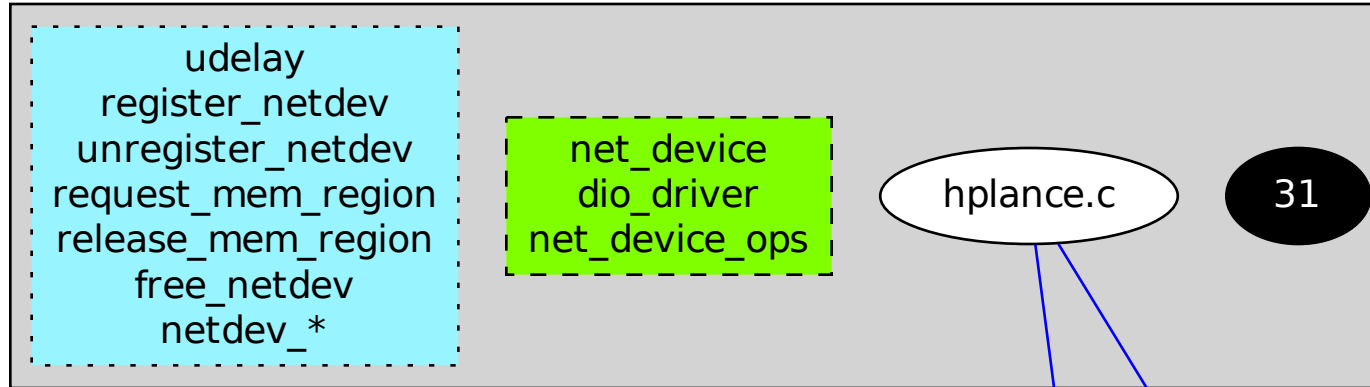 udelay
register_netdev
unregister_netdev
request_mem_region
release_mem_region
free_netdev
netdev_*
net_device
dio_driver
net_device_ops
hplance.c
31